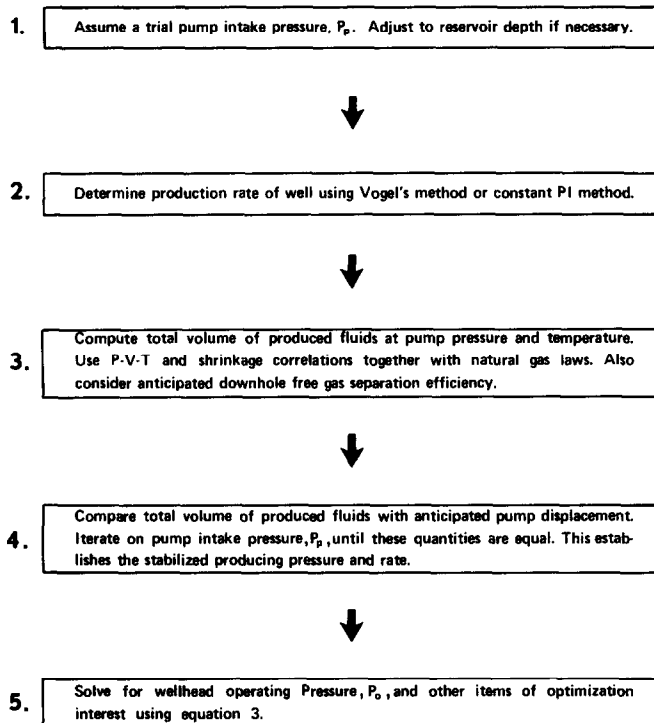 1.
Assume a trial pump intake pressure, Pp. Adjust to reservoir depth if necessary.
2.
Determine production rate of well using Vogel's method or constant PI method.
3.
Compute total volume of produced fluids at pump pressure and temperature.
Use P-V-T and shrinkage correlations together with natural gas laws. Also
consider anticipated downhole free gas separation efficiency.
4.
Compare total volume of produced fluids with anticipated pump displacement.
Iterate on pump intake pressure, Pp, until these quantities are equal. This estab-
lishes the stabilized producing pressure and rate.
5.
Solve for wellhead operating Pressure, Po, and other items of optimization
interest using equation 3.